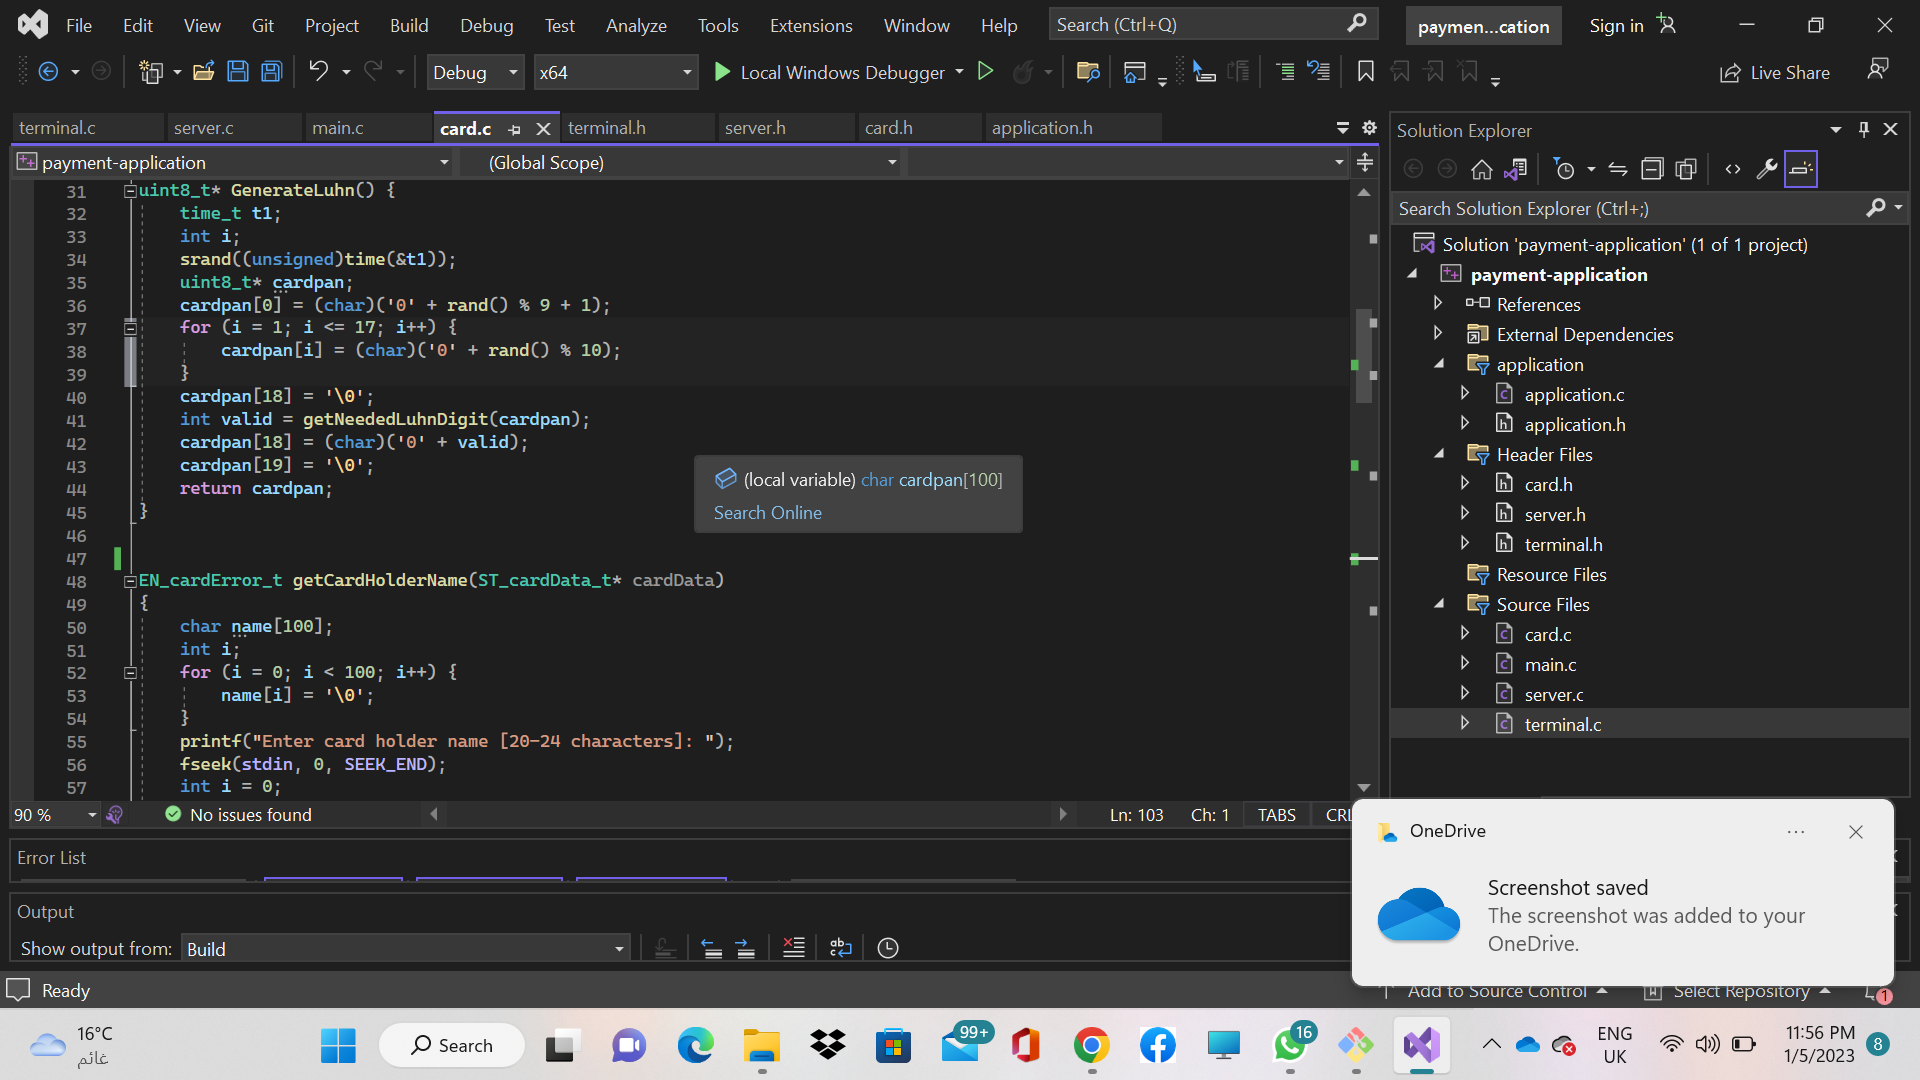 File Edit View Git Project Build Debug Test Analyze Tools Extensions Window Help Search (Ctrl+Q) paymen...cation Sign in
Debug x64 Local Windows Debugger Live Share
terminal.c server.c main.c card.c terminal.h server.h card.h application.h
payment-application (Global Scope)
31 uint8_t* GenerateLuhn() {
32 time_t t1;
33 int i;
34 srand((unsigned)time(&t1));
35 uint8_t* cardpan;
36 cardpan[0] = (char)('0' + rand() % 9 + 1);
37 for (i = 1; i <= 17; i++) {
38 cardpan[i] = (char)('0' + rand() % 10);
39 }
40 cardpan[18] = '\0';
41 int valid = getNeededLuhnDigit(cardpan);
42 cardpan[18] = (char)('0' + valid);
43 cardpan[19] = '\0';
44 return cardpan;
45 }
46
47
48 EN_cardError_t getCardHolderName(ST_cardData_t* cardData)
49 {
50 char name[100];
51 int i;
52 for (i = 0; i < 100; i++) {
53 name[i] = '\0';
54 }
55 printf("Enter card holder name [20-24 characters]: ");
56 fseek(stdin, 0, SEEK_END);
57 int i = 0;
(local variable) char cardpan[100]
Search Online
90 % No issues found Ln: 103 Ch: 1 TABS CRL
Error List
Output
Show output from: Build
Solution Explorer
Search Solution Explorer (Ctrl+;)
Solution 'payment-application' (1 of 1 project)
payment-application
References
External Dependencies
application
application.c
application.h
Header Files
card.h
server.h
terminal.h
Resource Files
Source Files
card.c
main.c
server.c
terminal.c
OneDrive
Screenshot saved
The screenshot was added to your
OneDrive.
Ready Add to Source Control Select Repository 1
16°C
غائم
Search
99+
16
ENG
UK
11:56 PM
1/5/2023
8